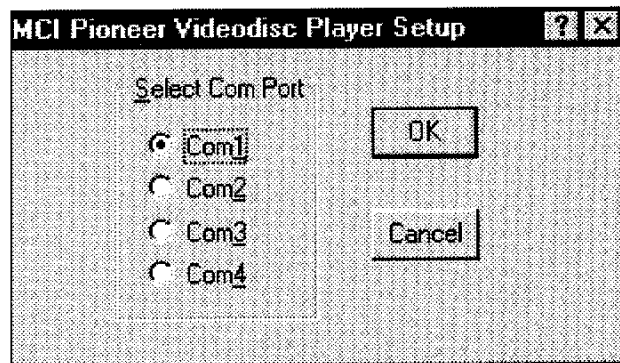 MCI Pioneer Videodisc Player Setup ? X
Select Com Port
Com1
Com2
Com3
Com4
OK
Cancel